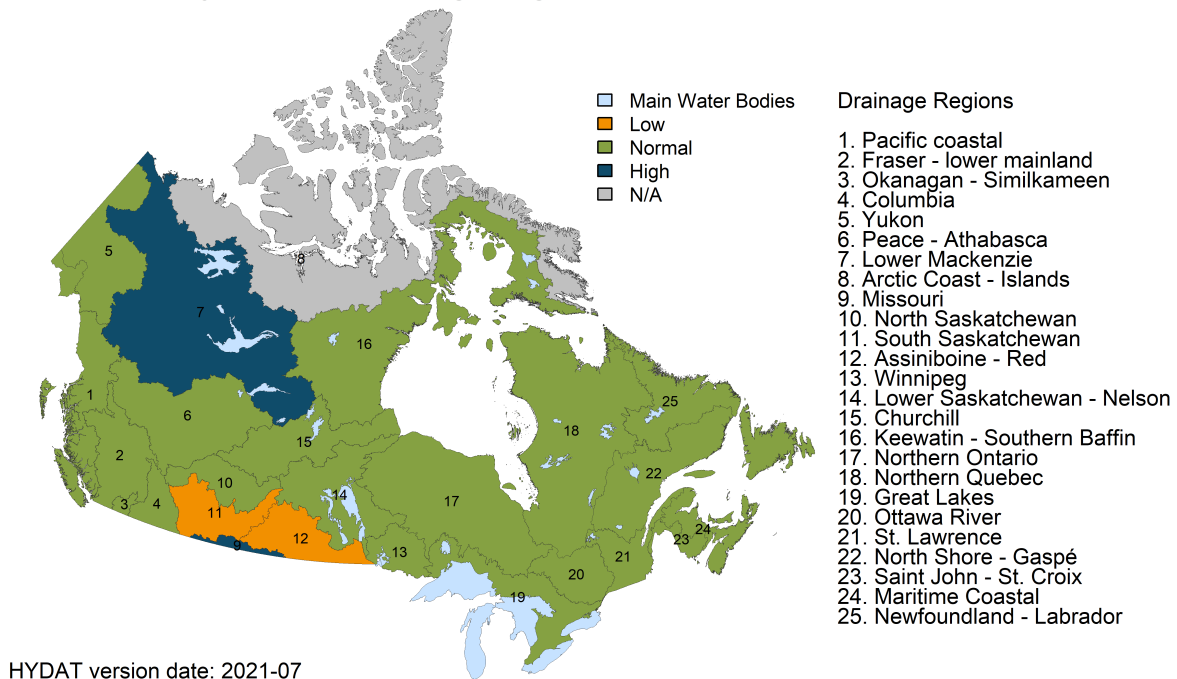 Main Water Bodies
Low
Normal
High
N/A
Drainage Regions
1. Pacific coastal
2. Fraser - lower mainland
3. Okanagan - Similkameen
4. Columbia
5. Yukon
6. Peace - Athabasca
7. Lower Mackenzie
8. Arctic Coast - Islands
9. Missouri
10. North Saskatchewan
11. South Saskatchewan
12. Assiniboine - Red
13. Winnipeg
14. Lower Saskatchewan - Nelson
15. Churchill
16. Keewatin - Southern Baffin
17. Northern Ontario
18. Northern Quebec
19. Great Lakes
20. Ottawa River
21. St. Lawrence
22. North Shore - Gaspé
23. Saint John - St. Croix
24. Maritime Coastal
25. Newfoundland - Labrador
5
8
7
16
1
6
15
25
18
2
22
10
14
17
3
4
11
12
9
13
23
24
21
20
19
HYDAT version date: 2021-07